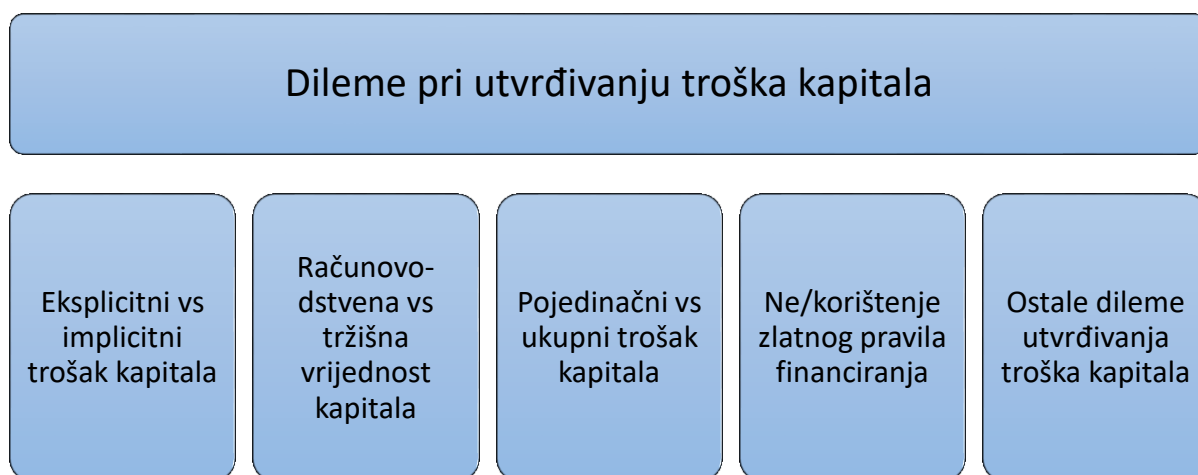 Dileme pri utvrđivanju troška kapitala
Eksplicitni vs
implicitni
trošak kapitala
Računovo-
dstvena vs
tržišna
vrijednost
kapitala
Pojedinačni vs
ukupni trošak
kapitala
Ne/korištenje
zlatnog pravila
financiranja
Ostale dileme
utvrđivanja
troška kapitala